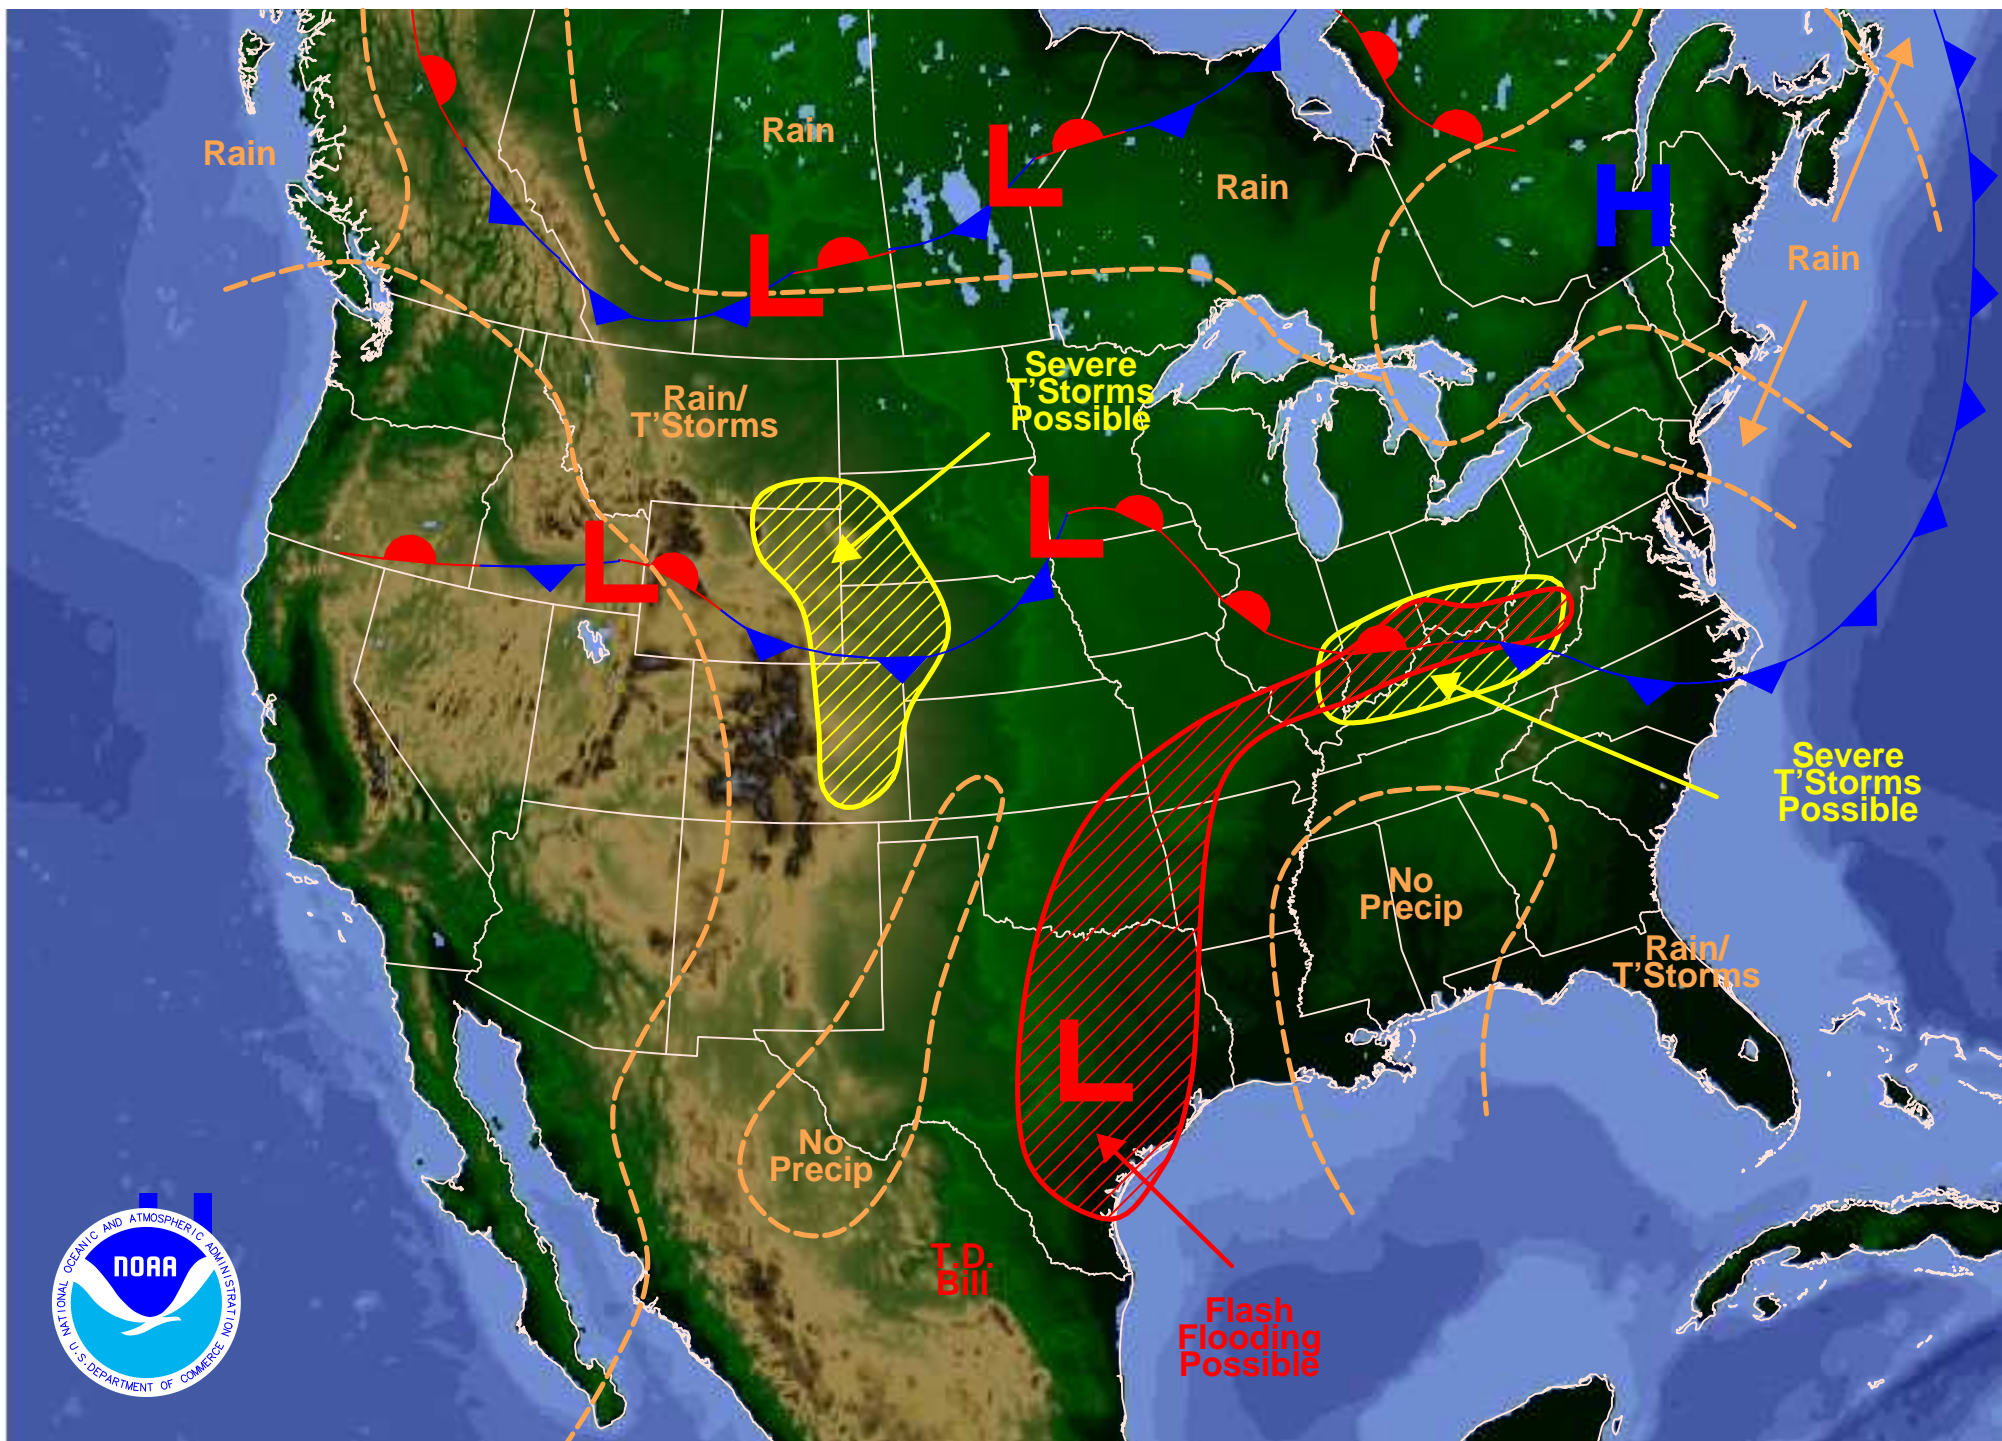 Rain
Rain
Rain
Rain
H
L
L
Severe
T'Storms
Possible
Rain/
T'Storms
L
L
Severe
T'Storms
Possible
No
Precip
Rain/
T'Storms
L
No
Precip
T.D.
Bill
Flash
Flooding
Possible
NATIONAL OCEANIC AND ATMOSPHERIC ADMINISTRATION
NOAA
U.S. DEPARTMENT OF COMMERCE